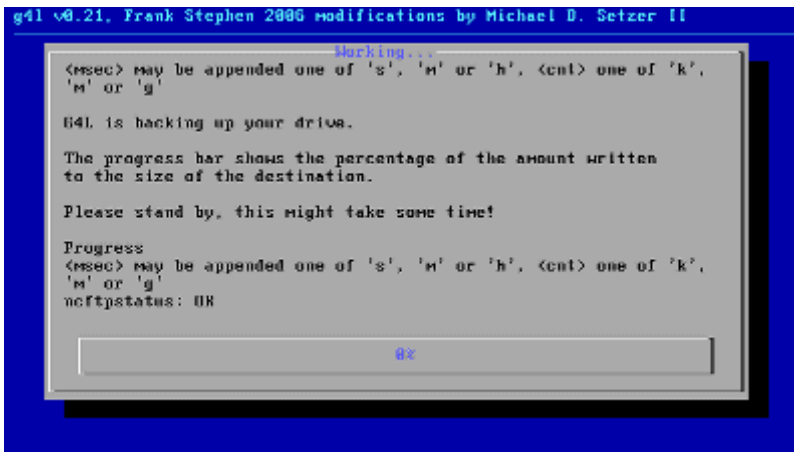 g4l v0.21, Frank Stephen 2006 modifications by Michael D. Setzer II
Working...
<msec> may be appended one of 's', 'm' or 'h', <cnt> one of 'k',
'm' or 'g'
G4L is backing up your drive.
The progress bar shows the percentage of the amount written
to the size of the destination.
Please stand by, this might take some time!
Progress
<msec> may be appended one of 's', 'm' or 'h', <cnt> one of 'k',
'm' or 'g'
ncftpstatus: OK
0%